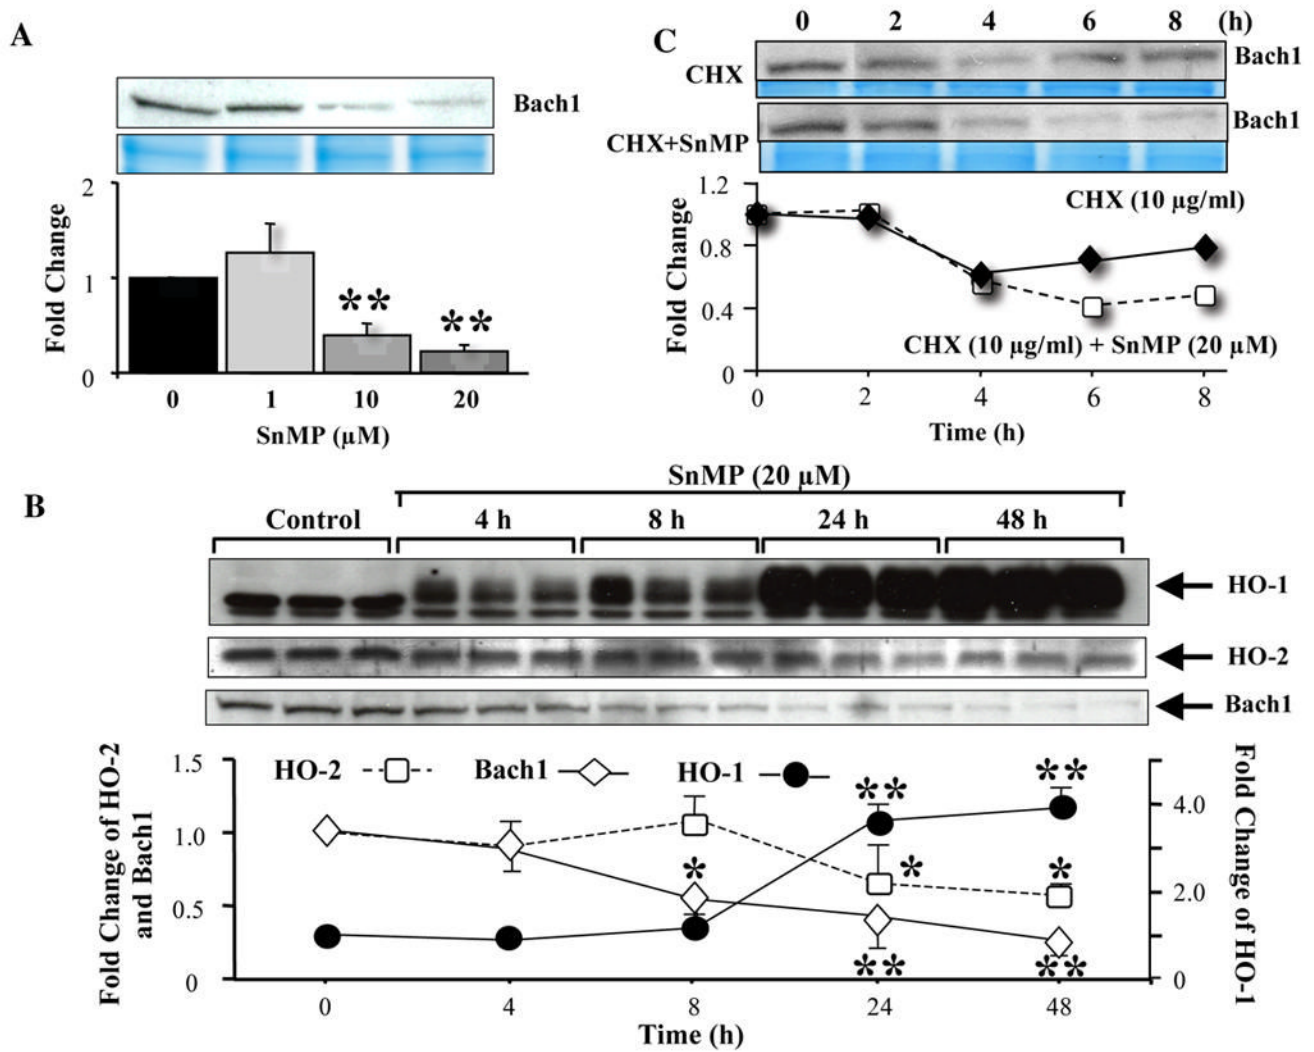 A
Bach1
2
1
0
Fold Change
** **
0 1 10 20
SnMP (µM)
C
0 2 4 6 8 (h)
CHX Bach1
CHX+SnMP Bach1
1.2
0.8
0.4
0
Fold Change
CHX (10 µg/ml)
CHX (10 µg/ml) + SnMP (20 µM)
0 2 4 6 8
Time (h)
B
SnMP (20 µM)
Control 4 h 8 h 24 h 48 h
HO-1
HO-2
Bach1
Fold Change of HO-2
and Bach1
1.5
1.0
0.5
0
HO-2 Bach1 HO-1
** **
* * *
** **
4.0
2.0
0
Fold Change of HO-1
0 4 8 24 48
Time (h)